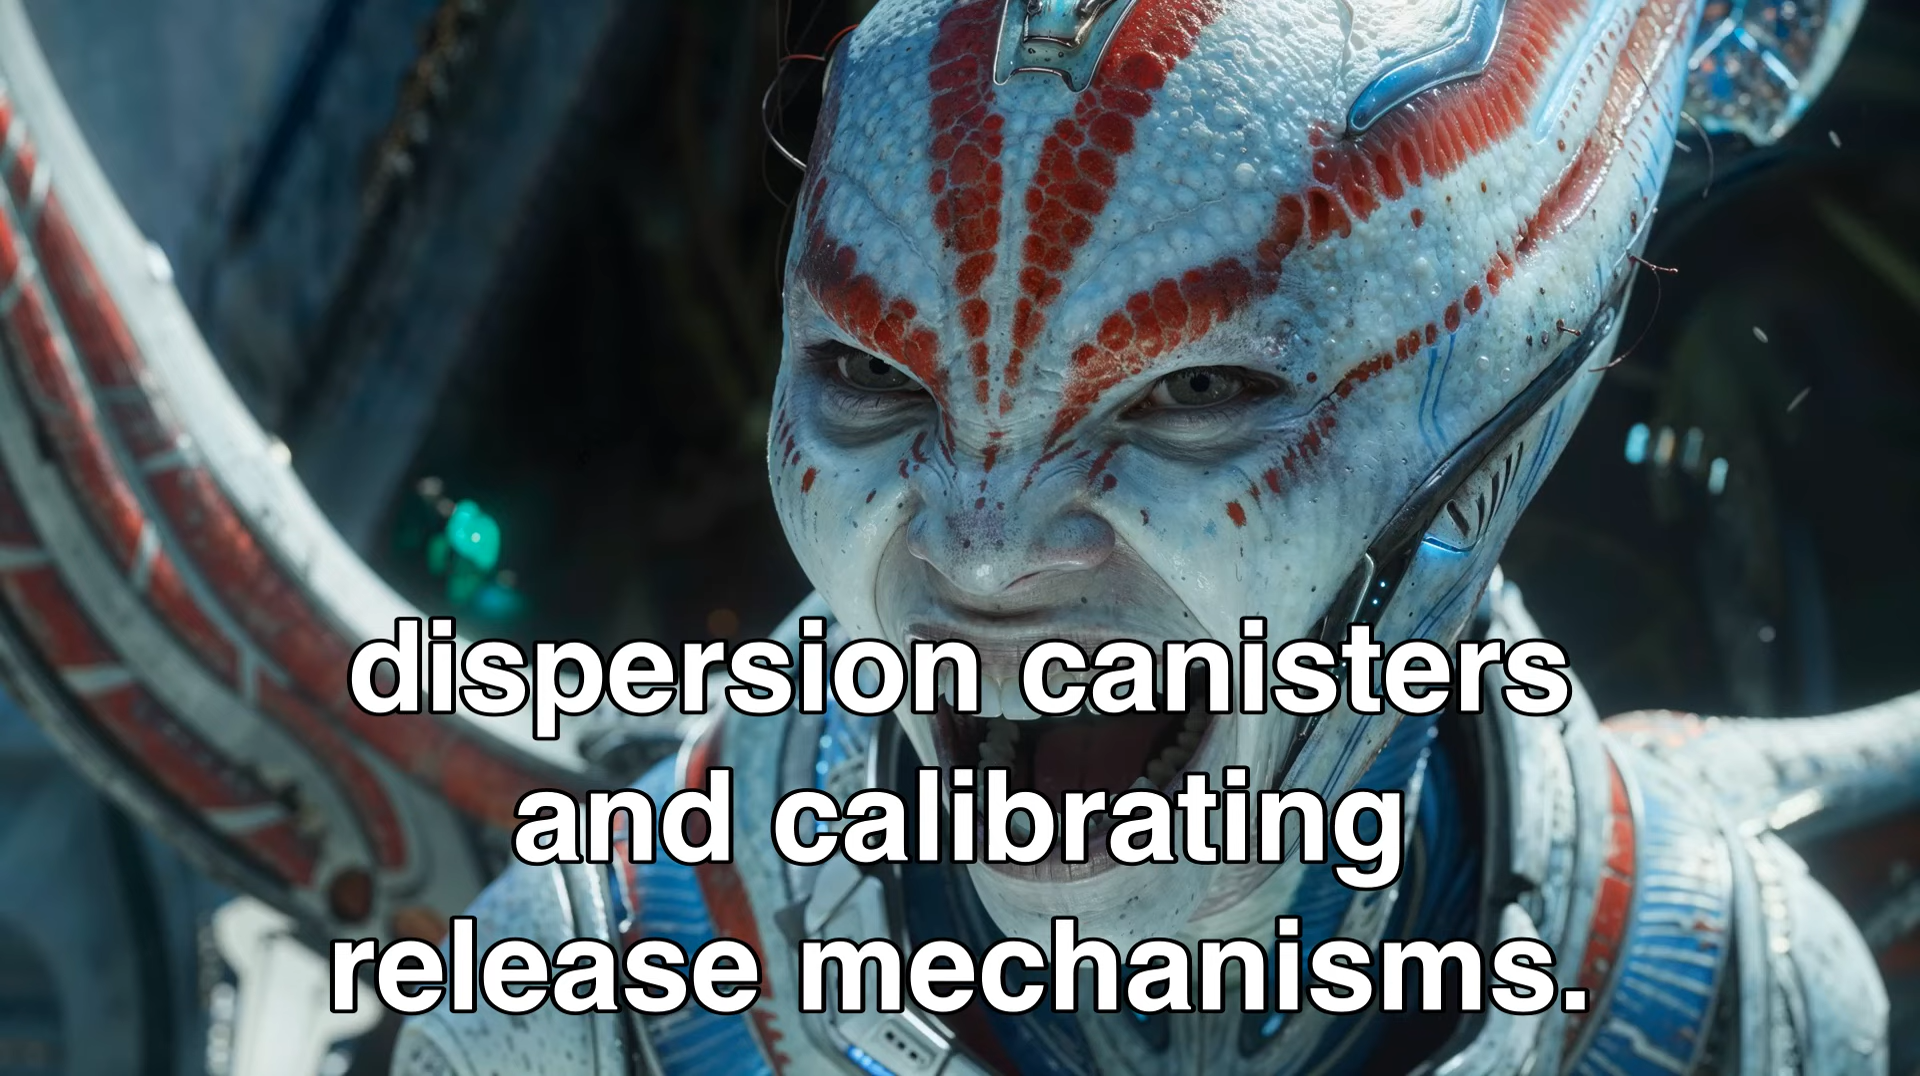 dispersion canisters
and calibrating
release mechanisms.